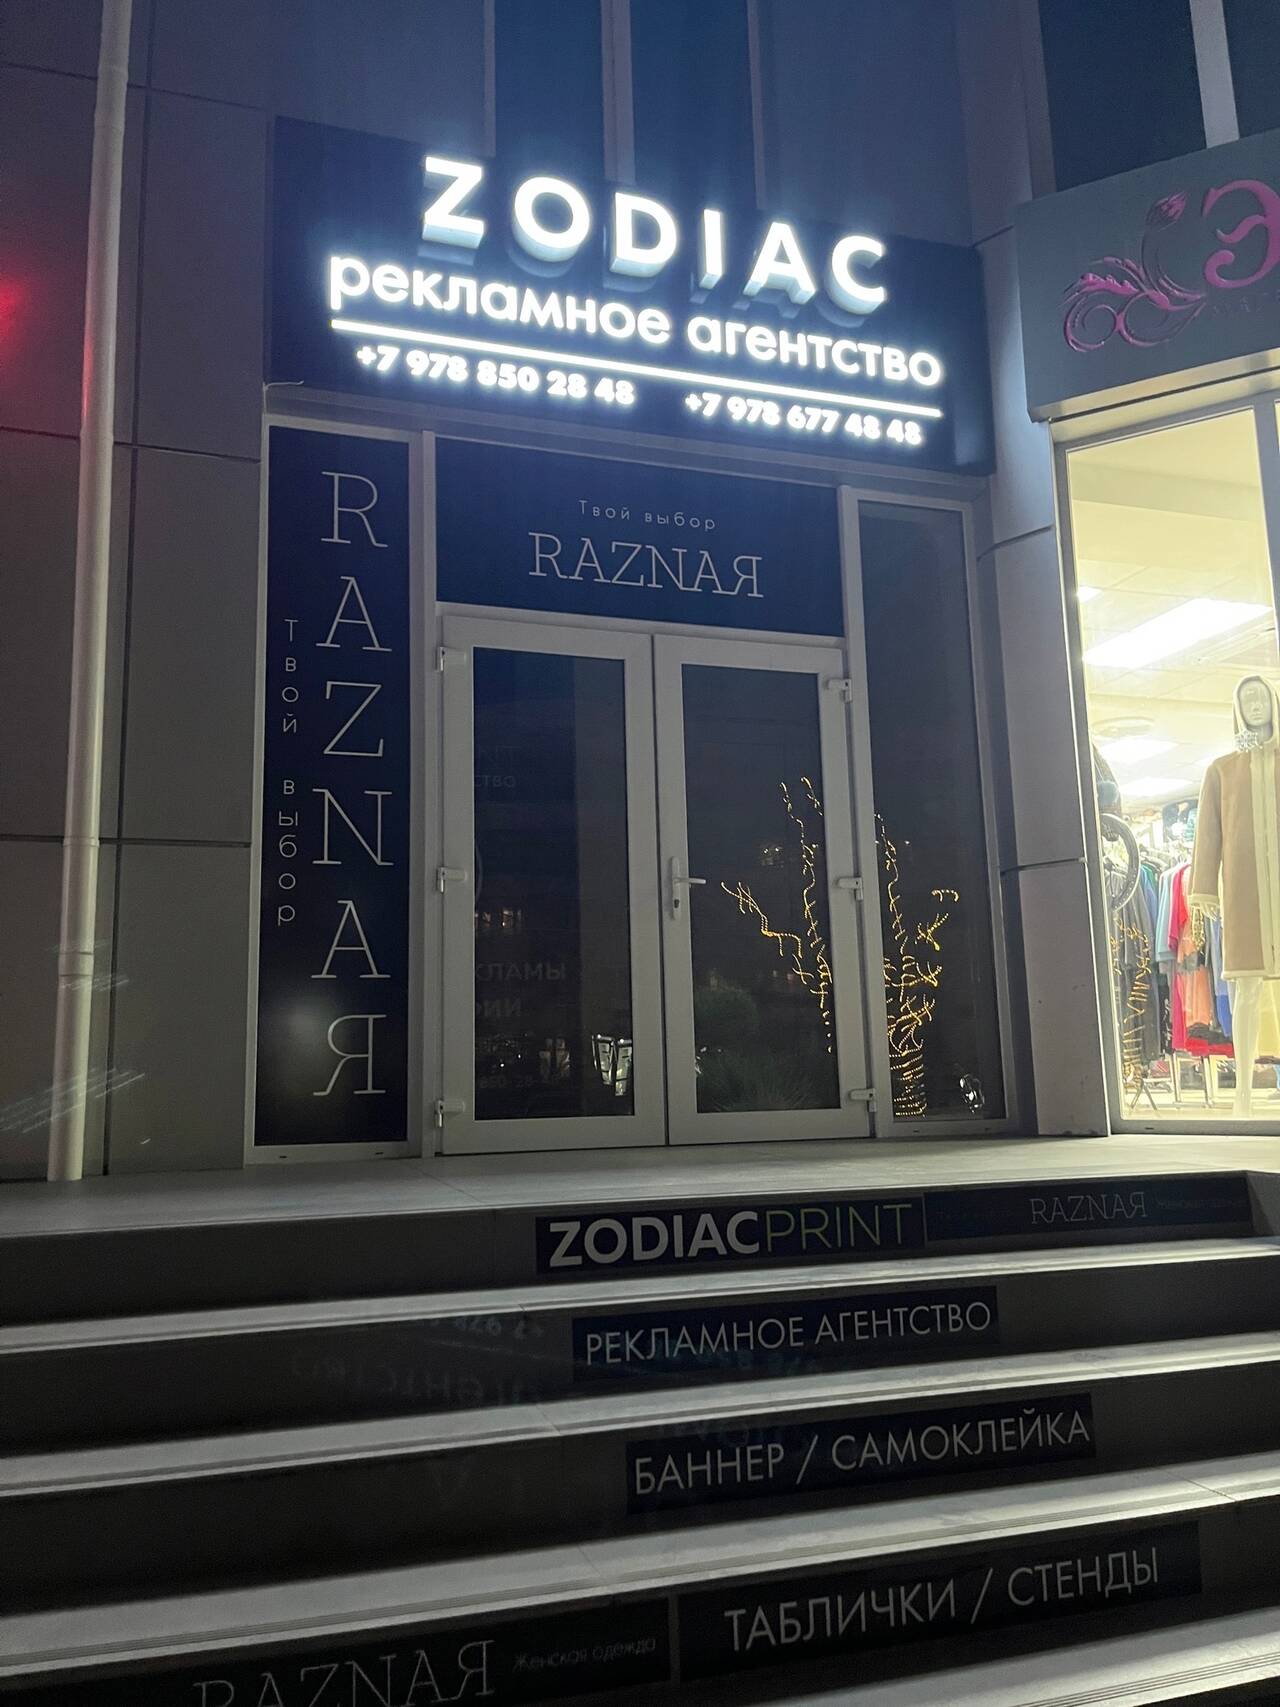 ZODIAC
рекламное агентство
+7 978 850 28 48 +7 978 677 48 48
Э
Твой выбор
RAZNAЯ
RAZNAЯ
Твой выбор
ZODIACPRINT
RAZNAЯ
РЕКЛАМНОЕ АГЕНТСТВО
БАННЕР / САМОКЛЕЙКА
ТАБЛИЧКИ / СТЕНДЫ
RAZNAЯ Женская одежда